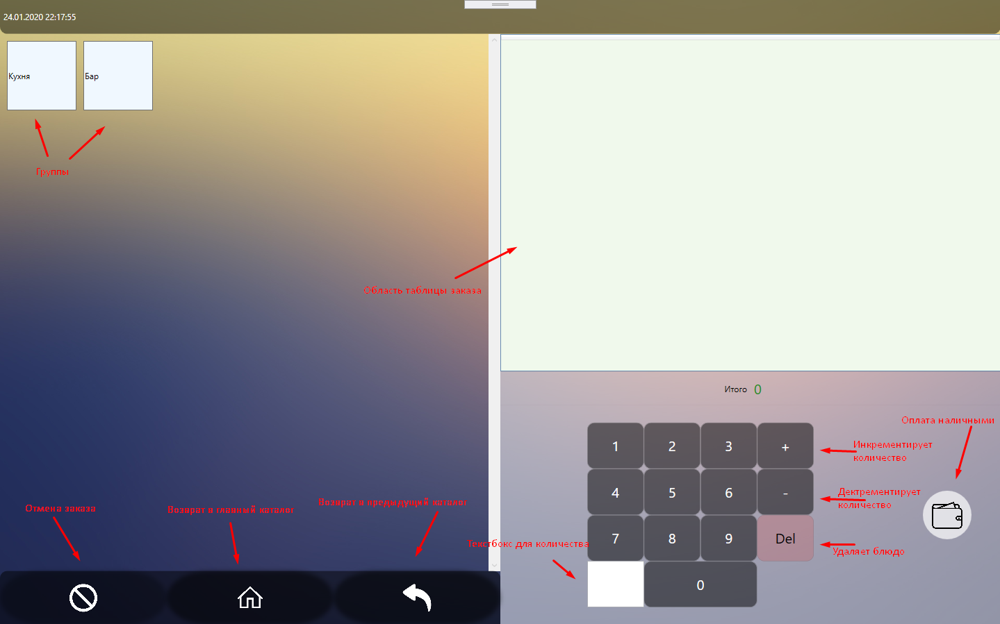 24.01.2020 22:17:55
Кухня
Бар
Группы
Область таблицы заказа
Итого 0
Оплата наличными
1 2 3 +
Инкрементирует
количество
4 5 6 -
Дектрементирует
количество
Отмена заказа
Возврат в главный каталог
Возврат в предыдущий каталог
7 8 9 Del
Текстбокс для количества
Удаляет блюдо
0